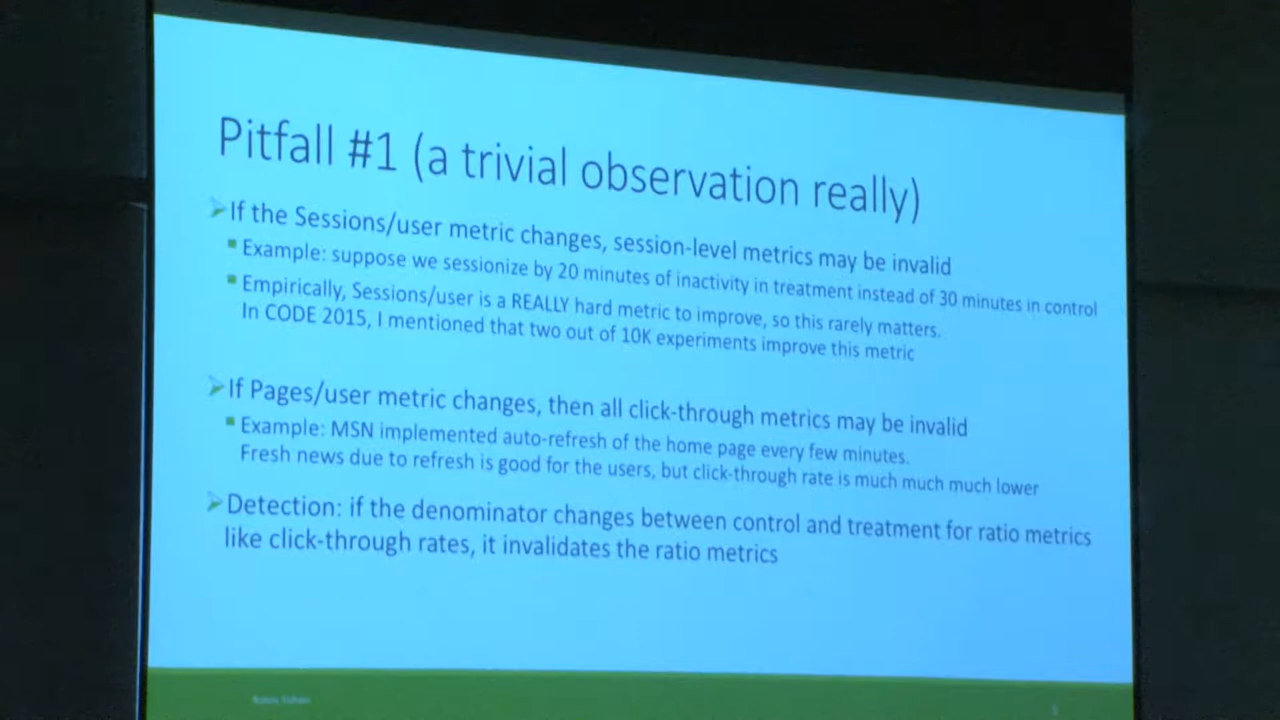 Pitfall #1 (a trivial observation really)
If the Sessions/user metric changes, session-level metrics may be invalid
Example: suppose we sessionize by 20 minutes of inactivity in treatment instead of 30 minutes in control
Empirically, Sessions/user is a REALLY hard metric to improve, so this rarely matters.
In CODE 2015, I mentioned that two out of 10K experiments improve this metric
If Pages/user metric changes, then all click-through metrics may be invalid
Example: MSN implemented auto-refresh of the home page every few minutes.
Fresh news due to refresh is good for the users, but click-through rate is much much much lower
Detection: if the denominator changes between control and treatment for ratio metrics
like click-through rates, it invalidates the ratio metrics